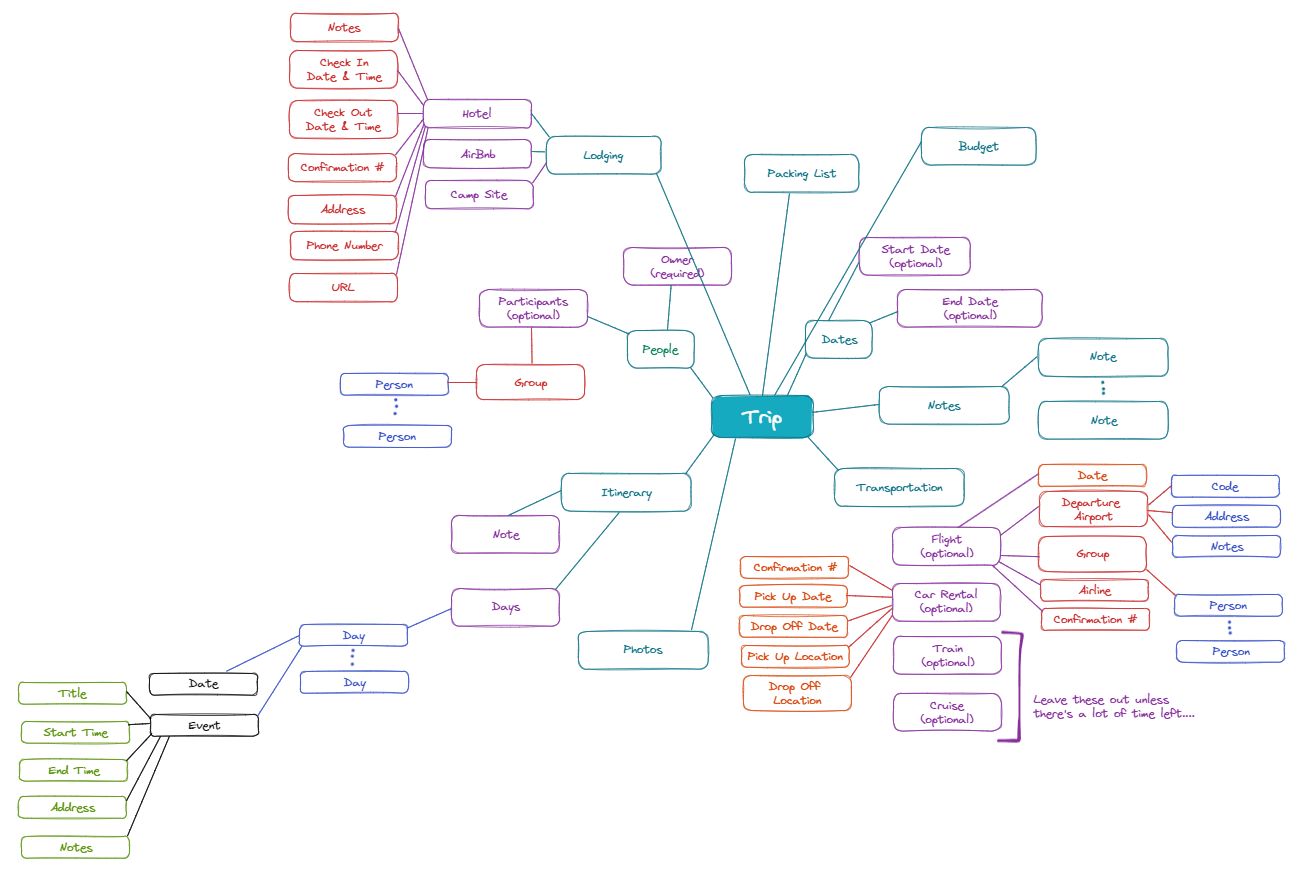 Notes
Check In
Date & Time
Check Out
Date & Time
Confirmation #
Address
Phone Number
URL
Hotel
AirBnb
Camp Site
Lodging
Packing List
Budget
Owner
(required)
Start Date
(optional)
End Date
(optional)
Dates
Participants
(optional)
People
Group
Person
Person
Trip
Notes
Note
Note
Itinerary
Note
Days
Day
Day
Date
Event
Title
Start Time
End Time
Address
Notes
Photos
Transportation
Flight
(optional)
Date
Departure
Airport
Code
Address
Notes
Group
Airline
Confirmation #
Person
Person
Car Rental
(optional)
Confirmation #
Pick Up Date
Drop Off Date
Pick Up Location
Drop Off
Location
Train
(optional)
Cruise
(optional)
Leave these out unless
there's a lot of time left....